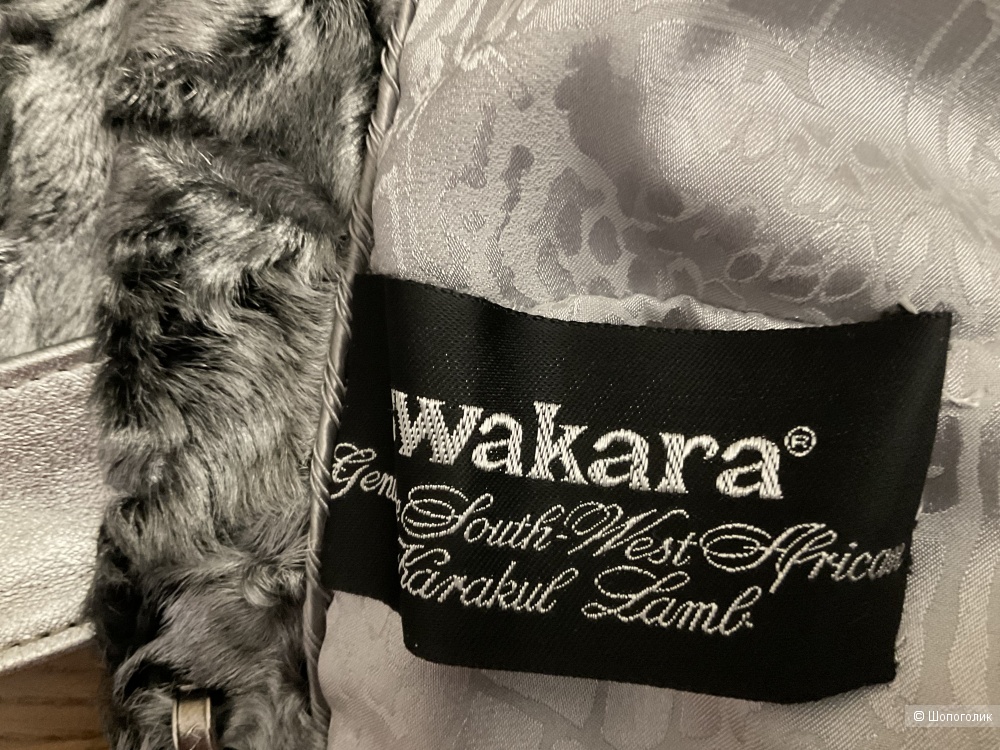 Wakara®
South-West African
Karakul Lamb
© Шопоголик